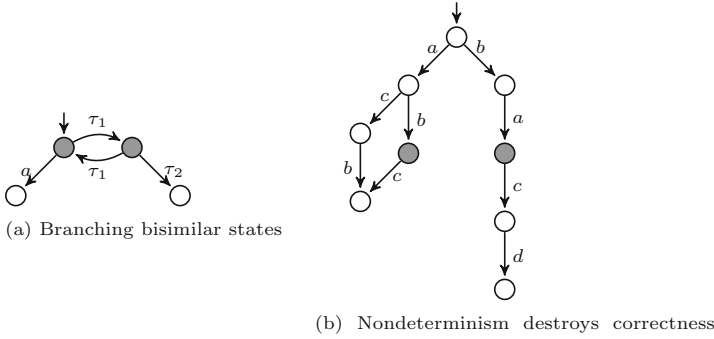 a b
c b a
τ₁
b c
a τ₁ τ₂ c
(a) Branching bisimilar states
d
(b) Nondeterminism destroys correctness